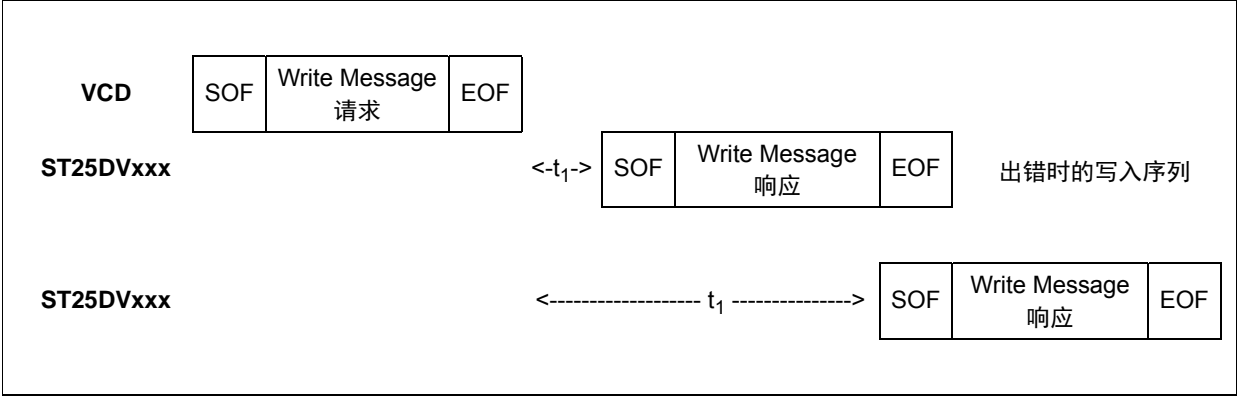 VCD SOF Write Message 请求 EOF
ST25DVxxx <-t1-> SOF Write Message 响应 EOF 出错时的写入序列
ST25DVxxx <------------------- t1 ---------------> SOF Write Message 响应 EOF